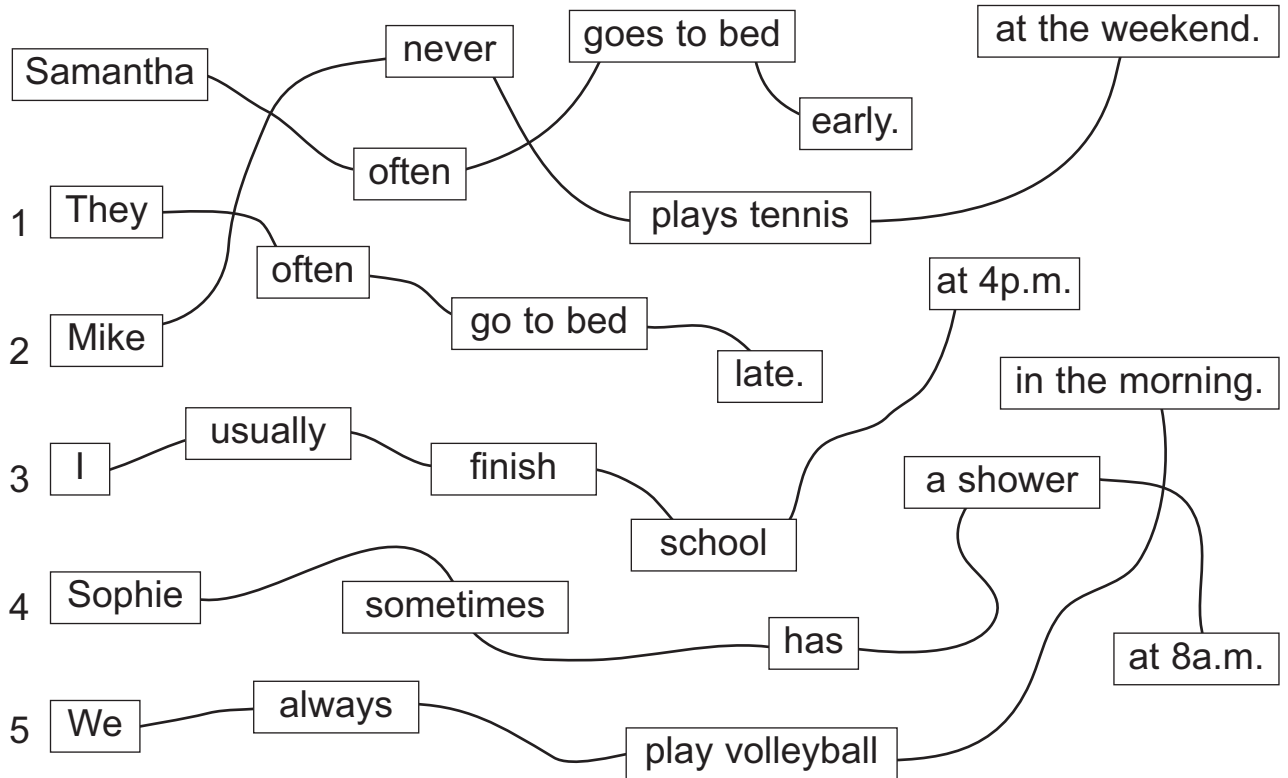 Samantha often goes to bed early.
1 They often go to bed late.
2 Mike never plays tennis at the weekend.
3 I usually finish school at 4p.m.
4 Sophie sometimes has a shower at 8a.m.
5 We always play volleyball in the morning.